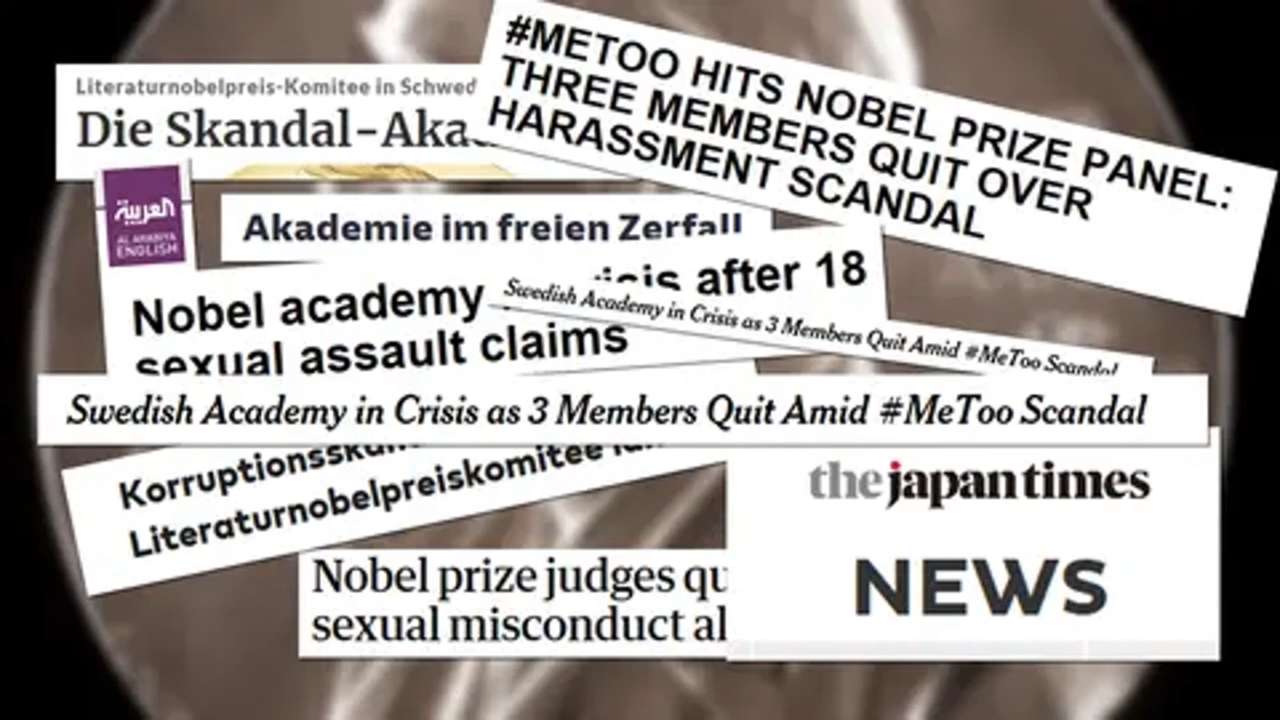 #METOO HITS NOBEL PRIZE PANEL:
THREE MEMBERS QUIT OVER
HARASSMENT SCANDAL
Literaturnobelpreis-Komitee in Schwed
Die Skandal-Aka
العربية
AL ARABIYA
ENGLISH
Akademie im freien Zerfall
Nobel academy after 18
sexual assault claims
Swedish Academy in Crisis as 3 Members Quit Amid #MeToo Scandal
Swedish Academy in Crisis as 3 Members Quit Amid #MeToo Scandal
Literaturnobelpreiskomitee
the japan times
NEWS
Nobel prize judges qu
sexual misconduct al